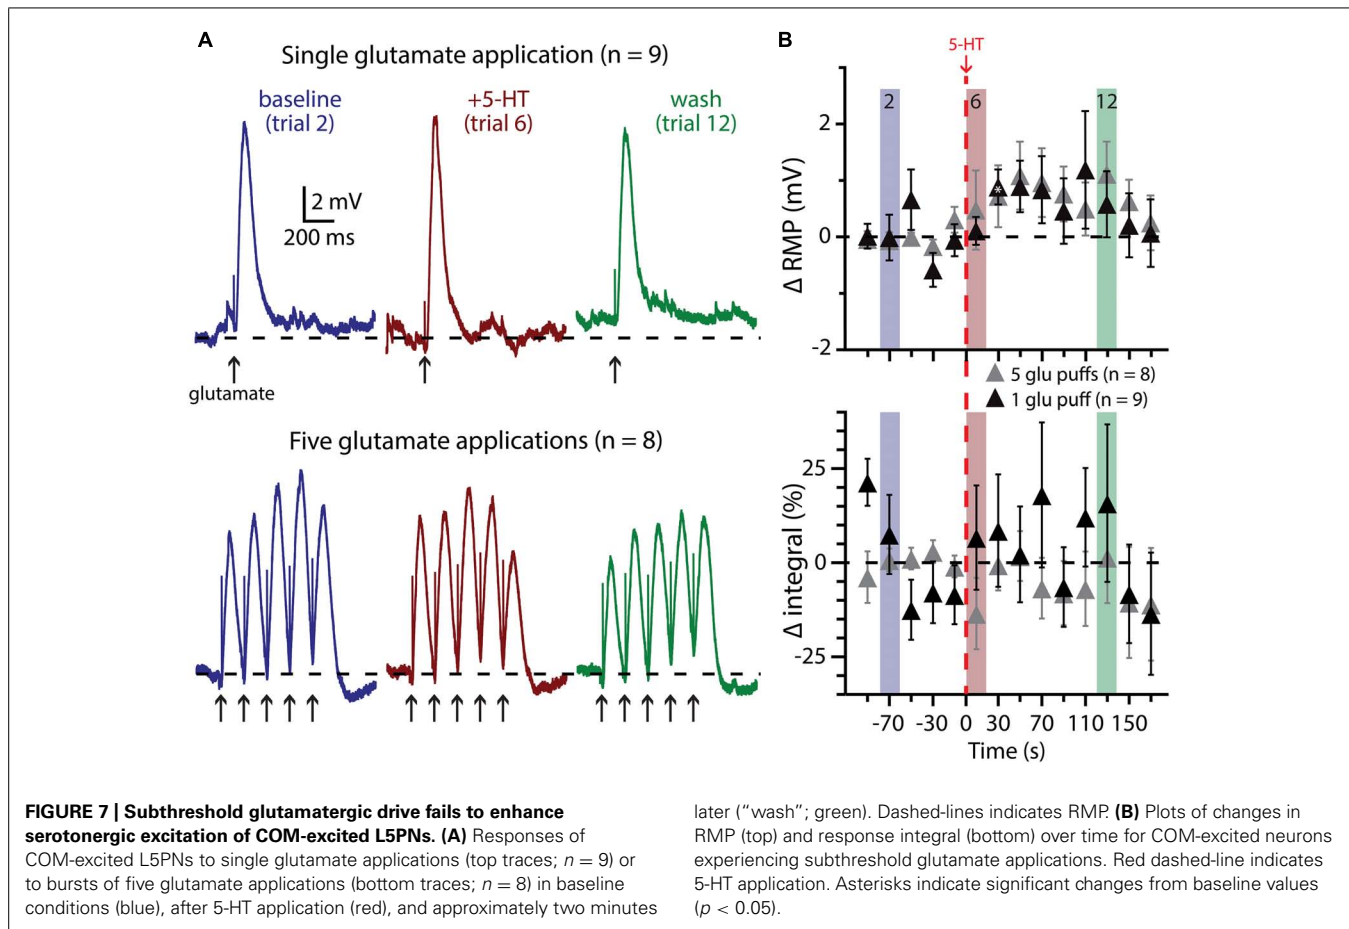 A
Single glutamate application (n = 9)
baseline
(trial 2)
+5-HT
(trial 6)
wash
(trial 12)
2 mV
200 ms
glutamate
Five glutamate applications (n = 8)
B
5-HT
2
6
12
2
0
-2
Δ RMP (mV)
*
5 glu puffs (n = 8)
1 glu puff (n = 9)
25
0
-25
Δ integral (%)
-70 -30 0 30 70 110 150
Time (s)
FIGURE 7 | Subthreshold glutamatergic drive fails to enhance
serotonergic excitation of COM-excited L5PNs. (A) Responses of
COM-excited L5PNs to single glutamate applications (top traces; n = 9) or
to bursts of five glutamate applications (bottom traces; n = 8) in baseline
conditions (blue), after 5-HT application (red), and approximately two minutes
later (“wash”; green). Dashed-lines indicates RMP. (B) Plots of changes in
RMP (top) and response integral (bottom) over time for COM-excited neurons
experiencing subthreshold glutamate applications. Red dashed-line indicates
5-HT application. Asterisks indicate significant changes from baseline values
(p < 0.05).